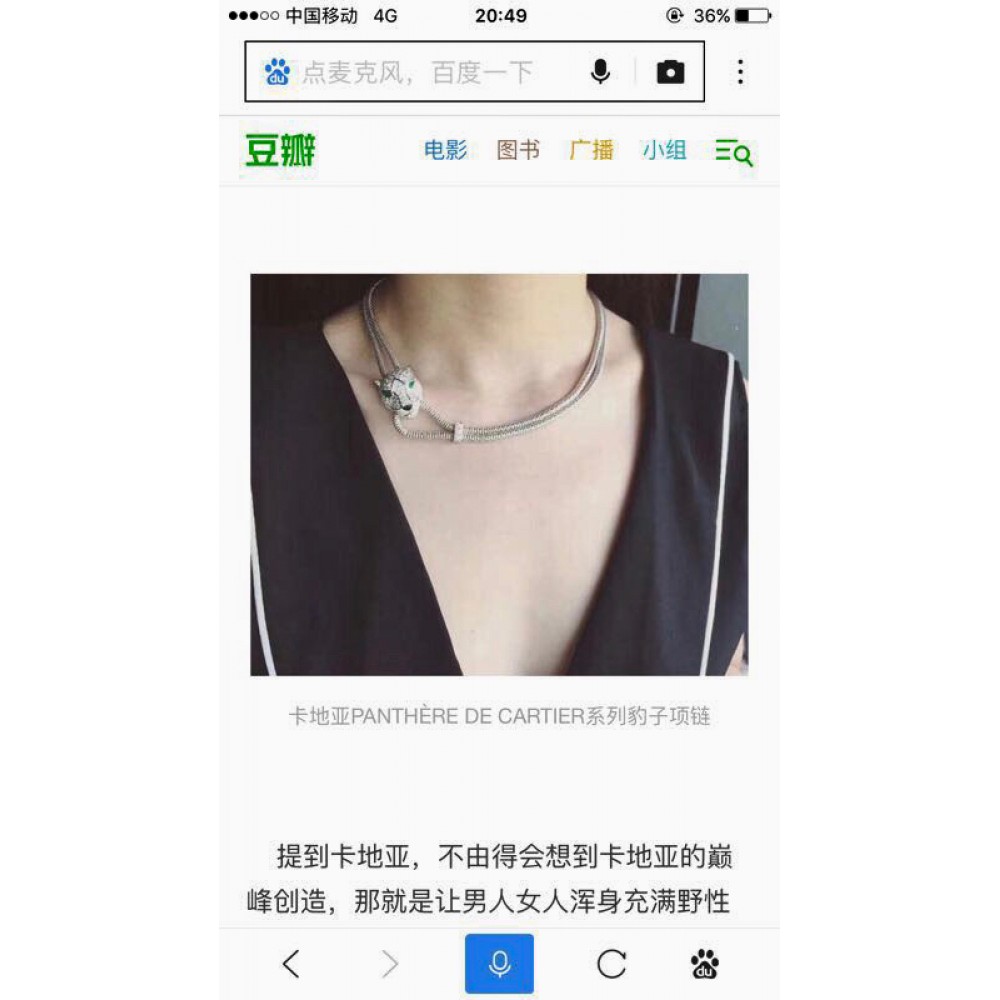 中国移动 4G 20:49 36%
du 点麦克风，百度一下
豆瓣 电影 图书 广播 小组
卡地亚PANTHÈRE DE CARTIER系列豹子项链
提到卡地亚，不由得会想到卡地亚的巅
峰创造，那就是让男人女人浑身充满野性
du